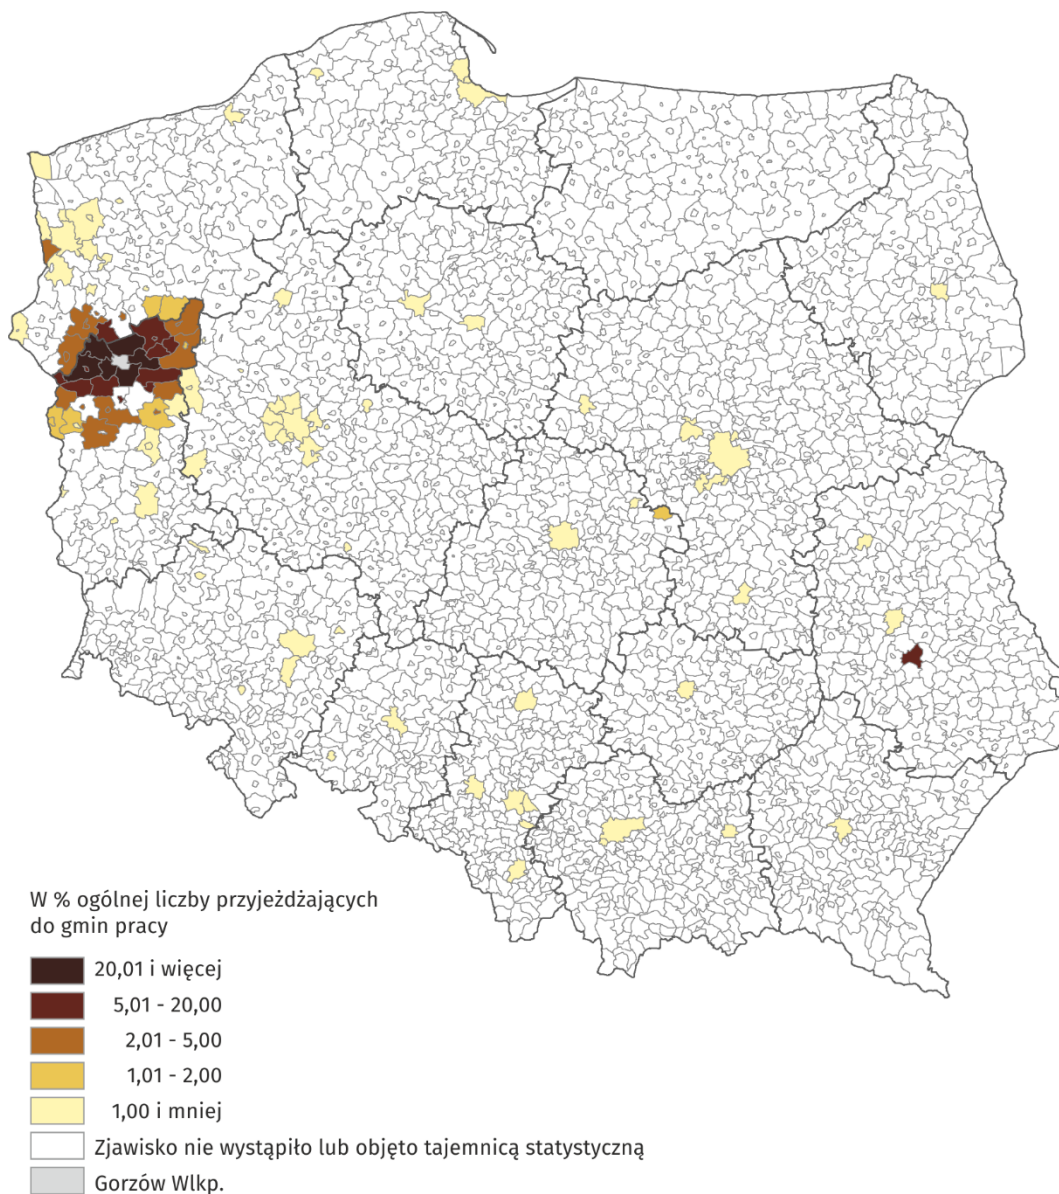 W % ogólnej liczby przyjeżdżających
do gmin pracy
20,01 i więcej
5,01 - 20,00
2,01 - 5,00
1,01 - 2,00
1,00 i mniej
Zjawisko nie wystąpiło lub objęto tajemnicą statystyczną
Gorzów Wlkp.